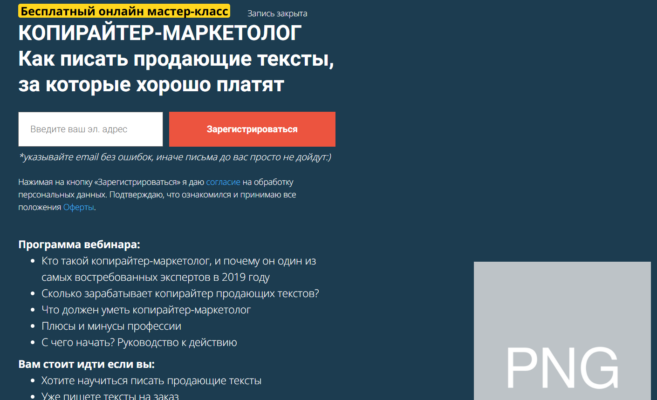 Бесплатный онлайн мастер-класс Запись закрыта
КОПИРАЙТЕР-МАРКЕТОЛОГ
Как писать продающие тексты,
за которые хорошо платят
Введите ваш эл. адрес Зарегистрироваться
*указывайте email без ошибок, иначе письма до вас просто не дойдут:)
Нажимая на кнопку «Зарегистрироваться» я даю согласие на обработку
персональных данных. Подтверждаю, что ознакомился и принимаю все
положения Оферты.
Программа вебинара:
• Кто такой копирайтер-маркетолог, и почему он один из
самых востребованных экспертов в 2019 году
• Сколько зарабатывает копирайтер продающих текстов?
• Что должен уметь копирайтер-маркетолог
• Плюсы и минусы профессии
• С чего начать? Руководство к действию
Вам стоит идти если вы:
• Хотите научиться писать продающие тексты
• Уже пишете тексты на заказ
PNG